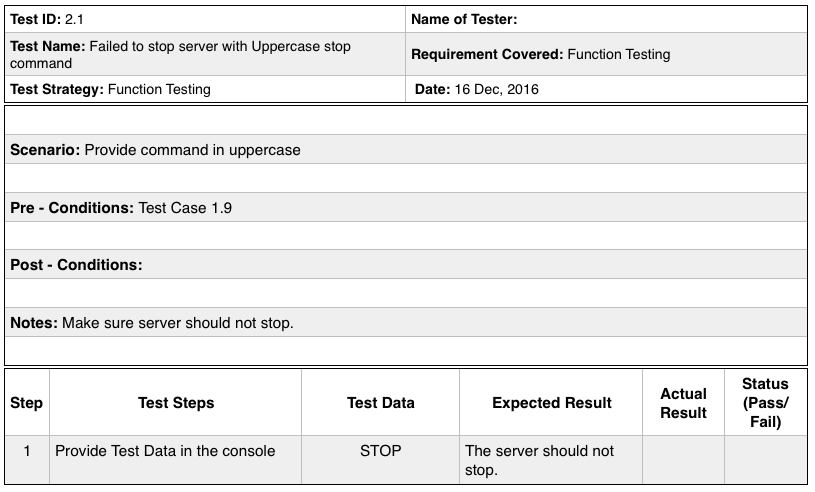 Test ID: 2.1
Name of Tester:
Test Name: Failed to stop server with Uppercase stop
command
Requirement Covered: Function Testing
Test Strategy: Function Testing
Date: 16 Dec, 2016
Scenario: Provide command in uppercase
Pre - Conditions: Test Case 1.9
Post - Conditions:
Notes: Make sure server should not stop.
Step
Test Steps
Test Data
Expected Result
Actual
Result
Status
(Pass/
Fail)
1
Provide Test Data in the console
STOP
The server should not
stop.